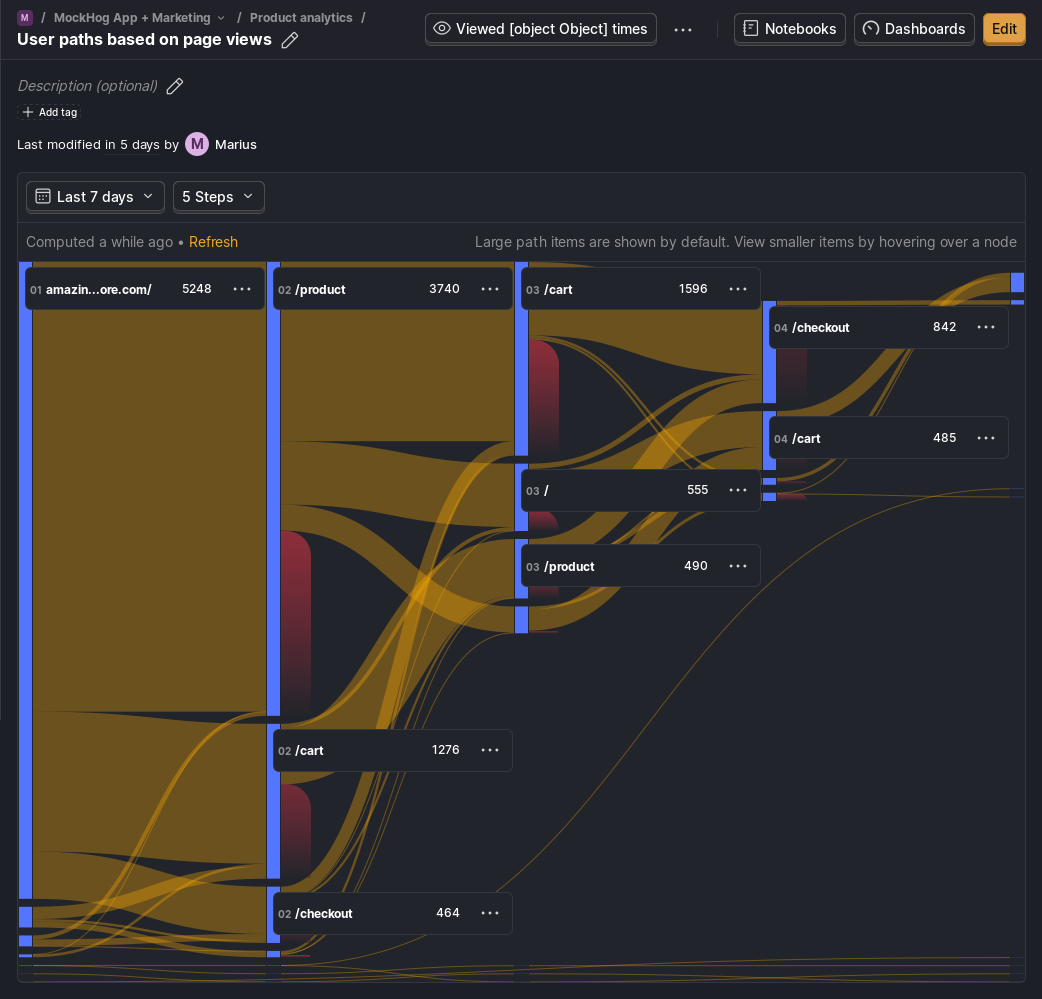 M / MockHog App + Marketing / Product analytics /
User paths based on page views
Viewed [object Object] times
Notebooks
Dashboards
Edit
Description (optional)
Add tag
Last modified in 5 days by M Marius
Last 7 days
5 Steps
Computed a while ago • Refresh
Large path items are shown by default. View smaller items by hovering over a node
01 amazin...ore.com/ 5248
02 /product 3740
03 /cart 1596
04 /checkout 842
04 /cart 485
03 / 555
03 /product 490
02 /cart 1276
02 /checkout 464